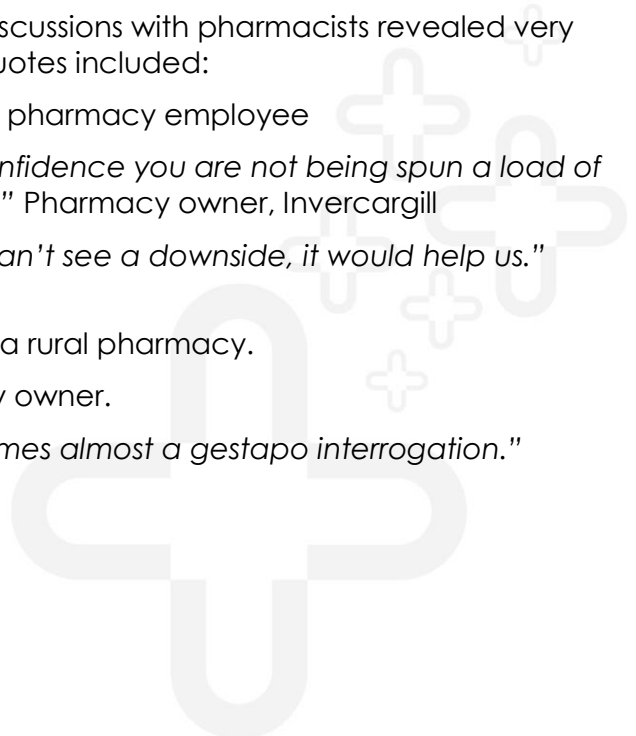 scussions with pharmacists revealed very
uotes included:
pharmacy employee
nfidence you are not being spun a load of
” Pharmacy owner, Invercargill
an’t see a downside, it would help us.”
a rural pharmacy.
y owner.
mes almost a gestapo interrogation.”